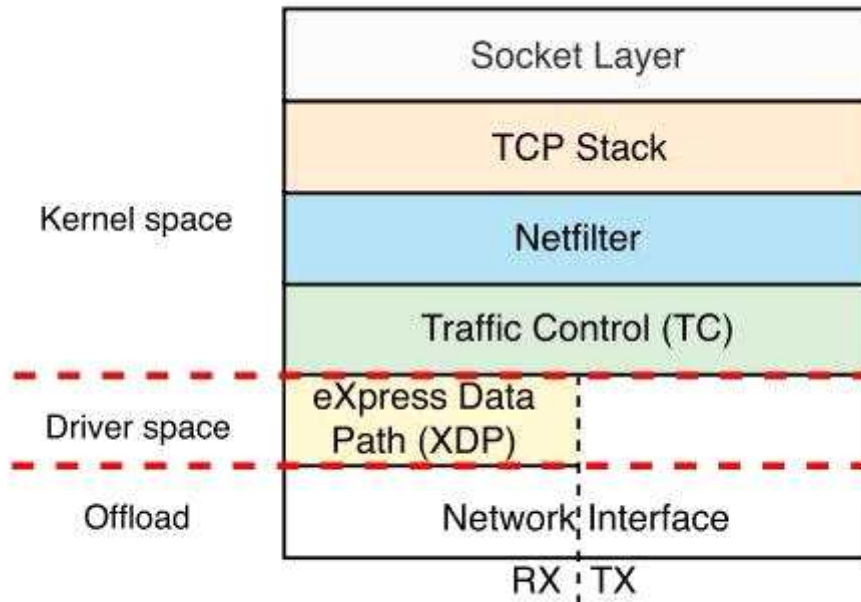 Socket Layer
TCP Stack
Kernel space
Netfilter
Traffic Control (TC)
eXpress Data
Path (XDP)
Driver space
Offload
Network Interface
RX TX